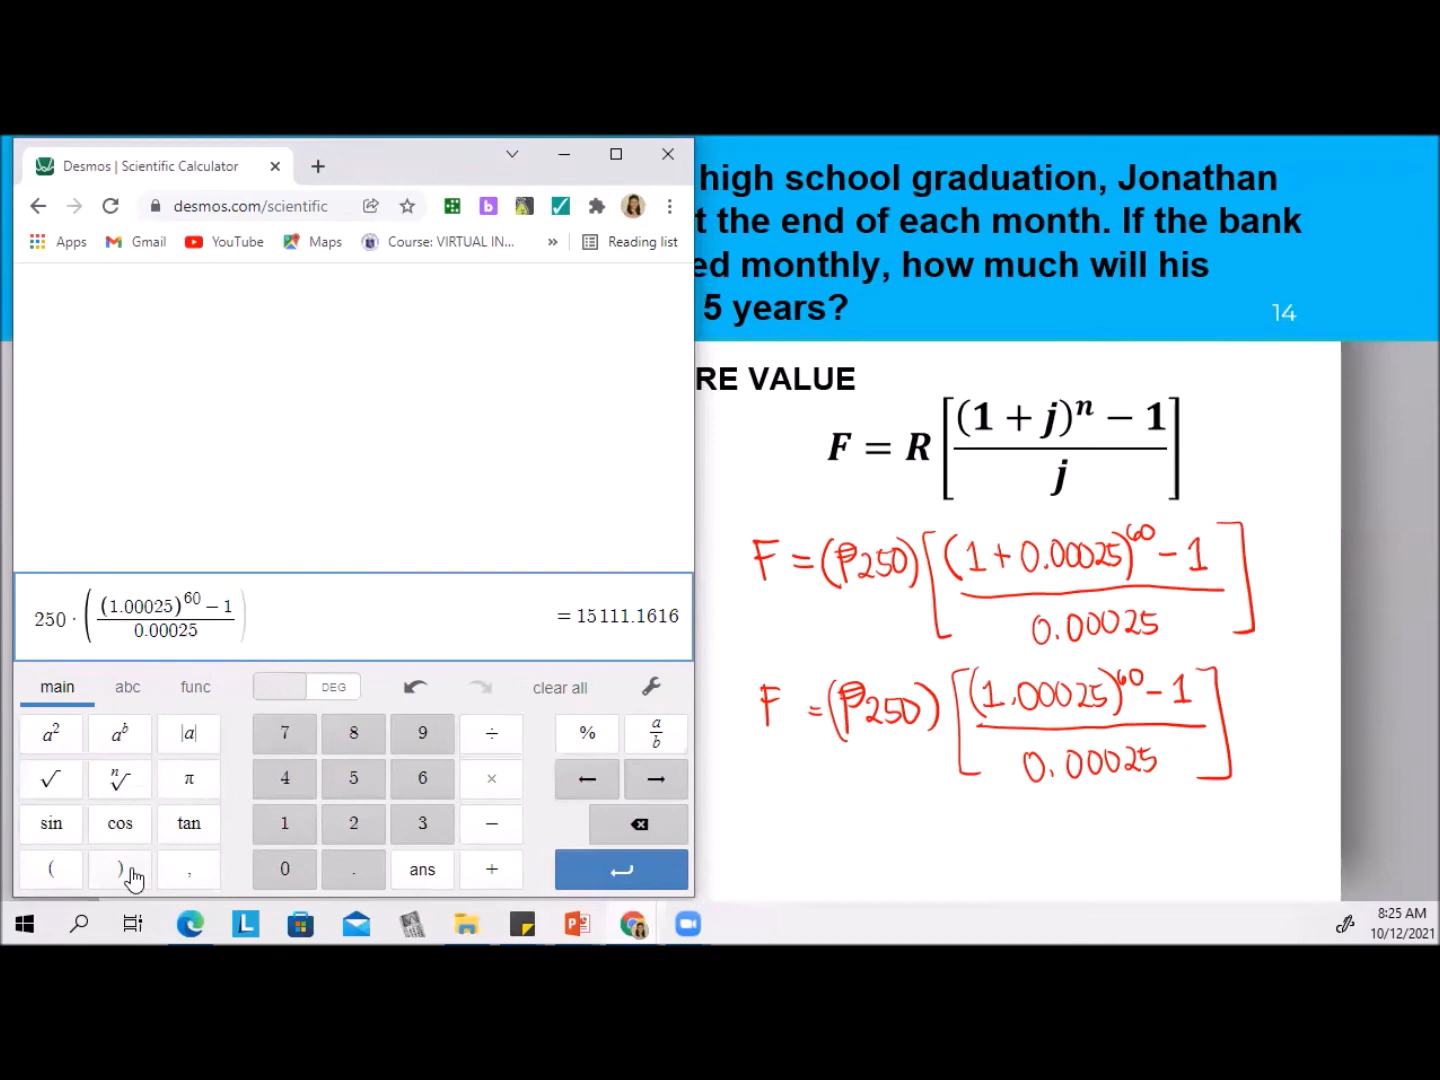 Desmos | Scientific Calculator
desmos.com/scientific
Apps Gmail YouTube Maps Course: VIRTUAL IN... » Reading list
high school graduation, Jonathan
t the end of each month. If the bank
ed monthly, how much will his
5 years?
14
RE VALUE
F = R [((1 + j)^n − 1)/j]
F = (₱250) [((1+0.00025)^60 − 1)/0.00025]
F = (₱250) [((1.00025)^60 − 1)/0.00025]
250 · (((1.00025)^60 − 1)/0.00025) = 15111.1616
main abc func DEG clear all
a² a^b |a| 7 8 9 ÷ % a/b
√ ⁿ√ π 4 5 6 × ← →
sin cos tan 1 2 3 −
( ) , 0 . ans +
8:25 AM
10/12/2021